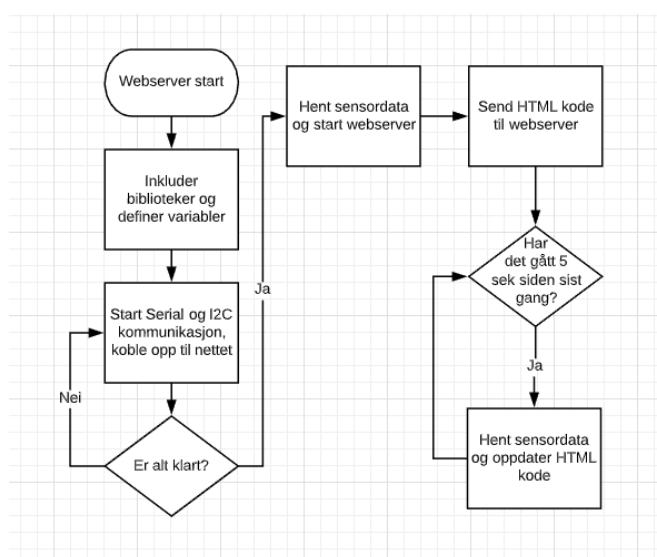 Webserver start
Inkluder
biblioteker og
definer variabler
Start Serial og I2C
kommunikasjon,
koble opp til nettet
Nei
Er alt klart?
Ja
Hent sensordata
og start webserver
Send HTML kode
til webserver
Har
det gått 5
sek siden sist
gang?
Ja
Hent sensordata
og oppdater HTML
kode